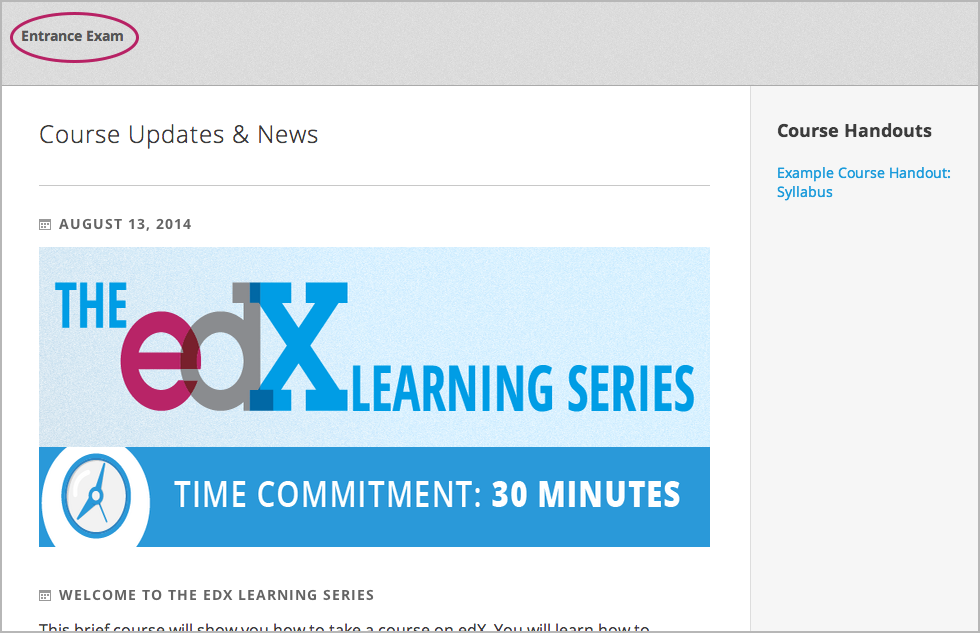 Entrance Exam
Course Updates & News
AUGUST 13, 2014
THE edX LEARNING SERIES
TIME COMMITMENT: 30 MINUTES
WELCOME TO THE EDX LEARNING SERIES
This brief course will show you how to take a course on edX. You will learn how to
Course Handouts
Example Course Handout:
Syllabus